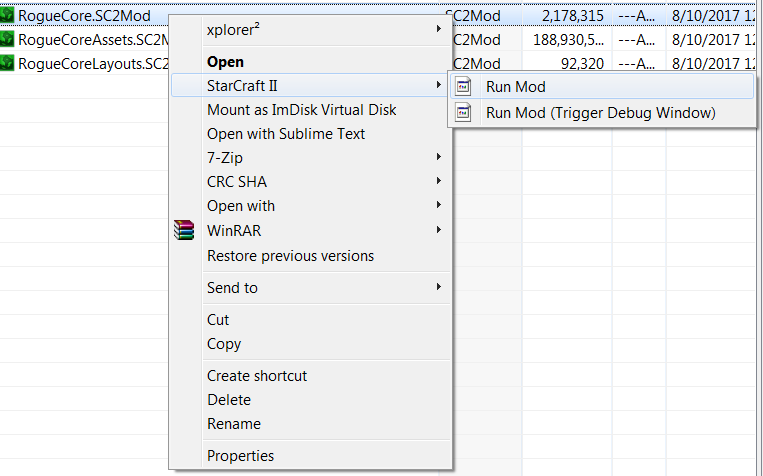 RogueCore.SC2Mod SC2Mod 2,178,315 ---A... 8/10/2017 12
RogueCoreAssets.SC2M SC2Mod 188,930,5... ---A... 8/10/2017 12
RogueCoreLayouts.SC2 SC2Mod 92,320 ---A... 8/10/2017 12
xplorer²
Open
StarCraft II
Run Mod
Run Mod (Trigger Debug Window)
Mount as ImDisk Virtual Disk
Open with Sublime Text
7-Zip
CRC SHA
Open with
WinRAR
Restore previous versions
Send to
Cut
Copy
Create shortcut
Delete
Rename
Properties